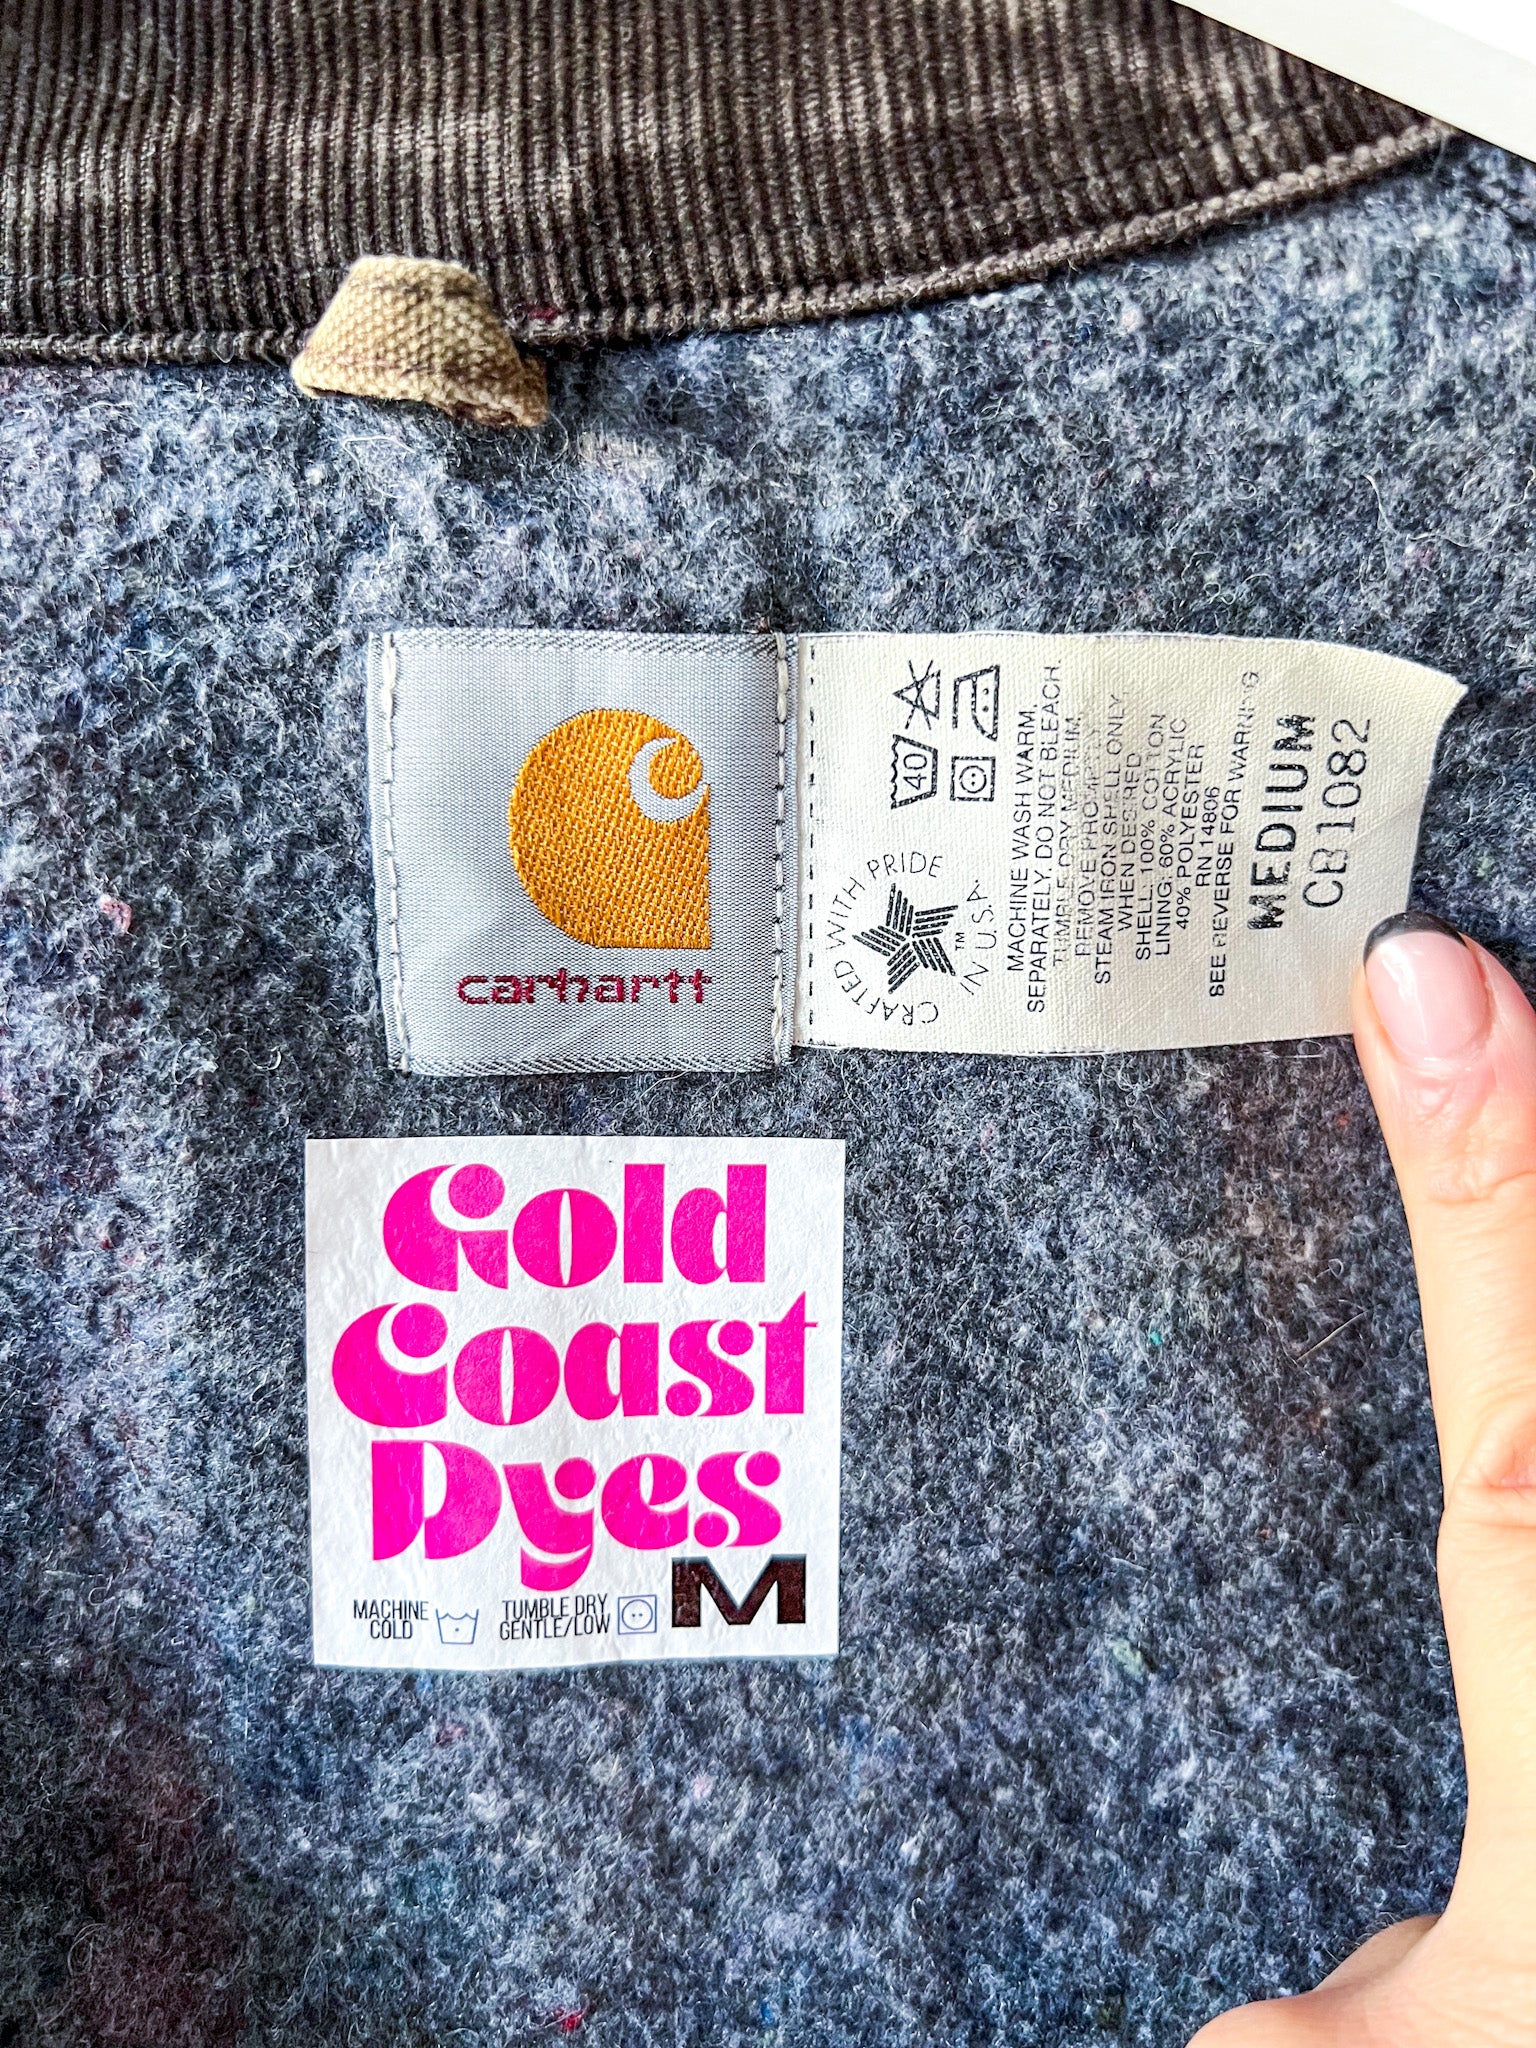 carhartt
40
CRAFTED WITH PRIDE
IN U.S.A.
TM
MACHINE WASH WARM,
SEPARATELY. DO NOT BLEACH.
TUMBLE DRY MEDIUM,
REMOVE PROMPTLY.
STEAM IRON SHELL ONLY,
WHEN DESIRED
SHELL: 100% COTTON
LINING: 60% ACRYLIC
40% POLYESTER
RN 14806
SEE REVERSE FOR WARNING
MEDIUM
CB1082
Gold
Coast
Dyes
M
MACHINE
COLD
TUMBLE DRY
GENTLE/LOW